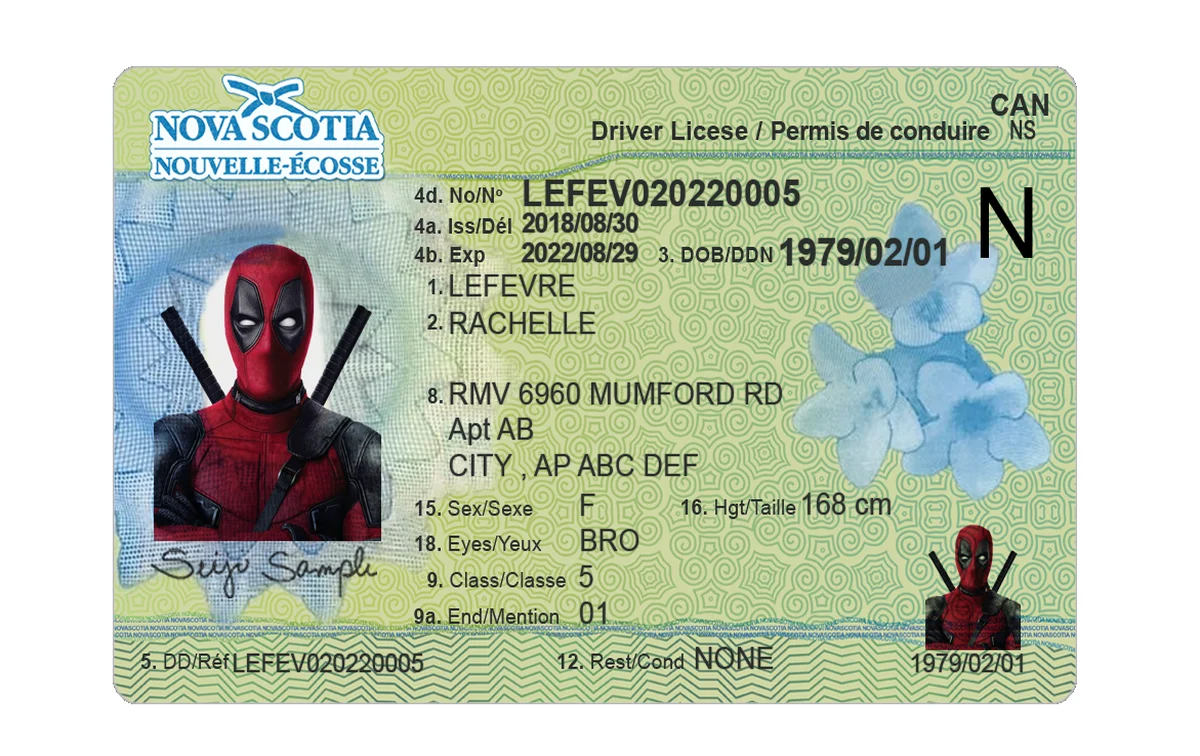 NOVA SCOTIA
NOUVELLE-ÉCOSSE
CAN
Driver Licese / Permis de conduire NS
4d. No/Nº LEFEV020220005
N
4a. Iss/Dél 2018/08/30
4b. Exp 2022/08/29 3. DOB/DDN 1979/02/01
1. LEFEVRE
2. RACHELLE
8. RMV 6960 MUMFORD RD
Apt AB
CITY , AP ABC DEF
15. Sex/Sexe F 16. Hgt/Taille 168 cm
18. Eyes/Yeux BRO
Seijo Sample
9. Class/Classe 5
9a. End/Mention 01
5. DD/Réf LEFEV020220005 12. Rest/Cond NONE 1979/02/01